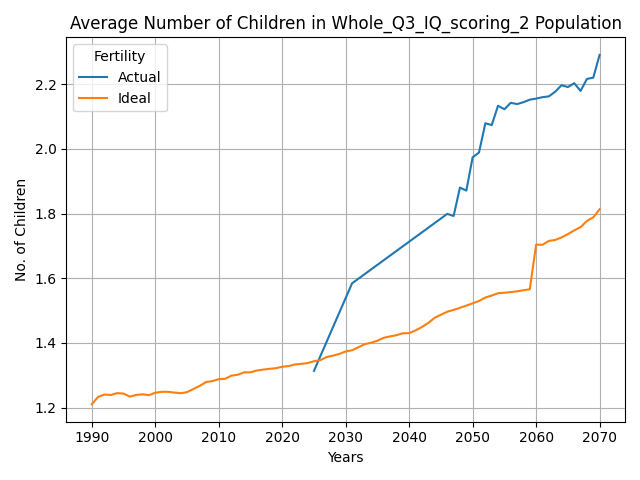 Average Number of Children in Whole_Q3_IQ_scoring_2 Population
Fertility
Actual
Ideal
No. of Children
2.2
2.0
1.8
1.6
1.4
1.2
1990 2000 2010 2020 2030 2040 2050 2060 2070
Years